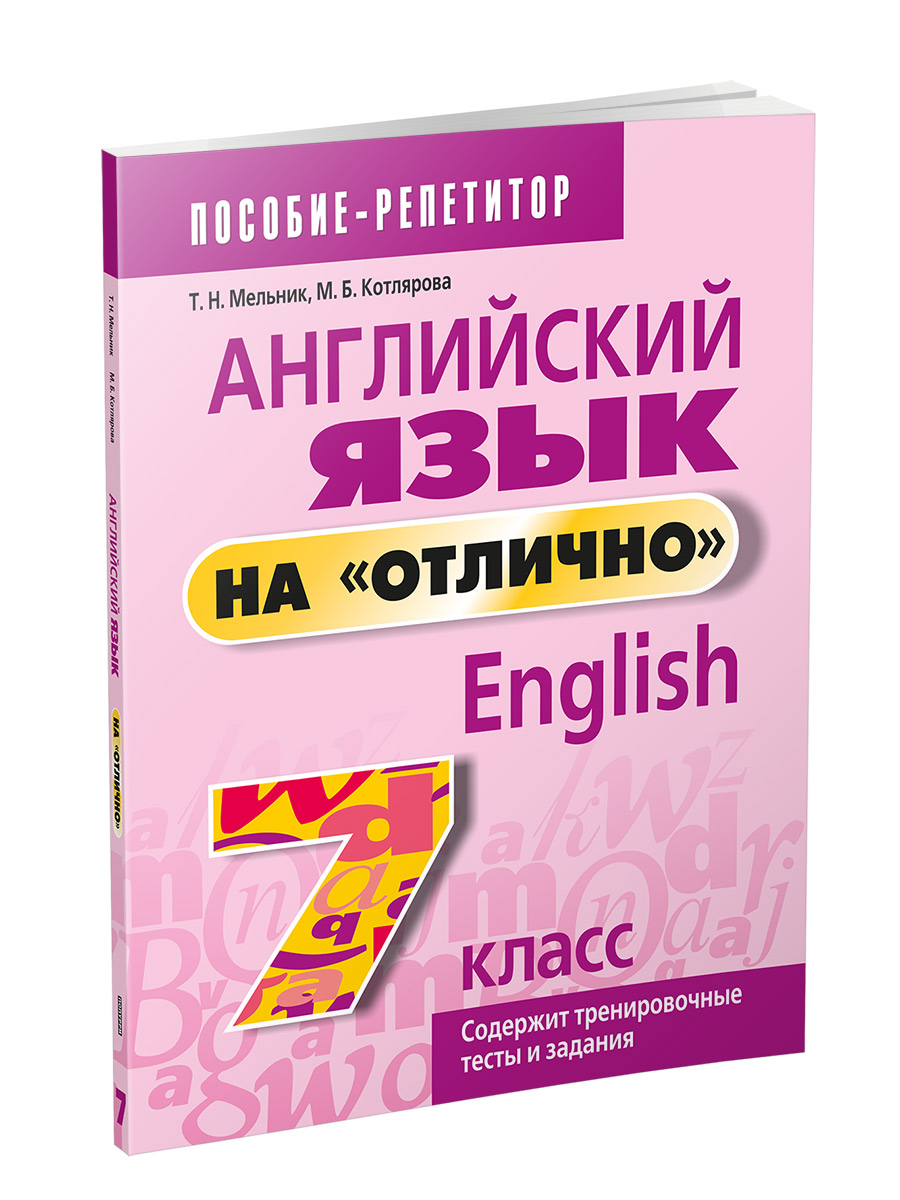 ПОСОБИЕ-РЕПЕТИТОР
Т. Н. Мельник, М. Б. Котлярова
АНГЛИЙСКИЙ
ЯЗЫК
НА «ОТЛИЧНО»
English
7
класс
Содержит тренировочные
тесты и задания
Т. Н. Мельник М. Б. Котлярова
АНГЛИЙСКИЙ ЯЗЫК
НА «ОТЛИЧНО»
7